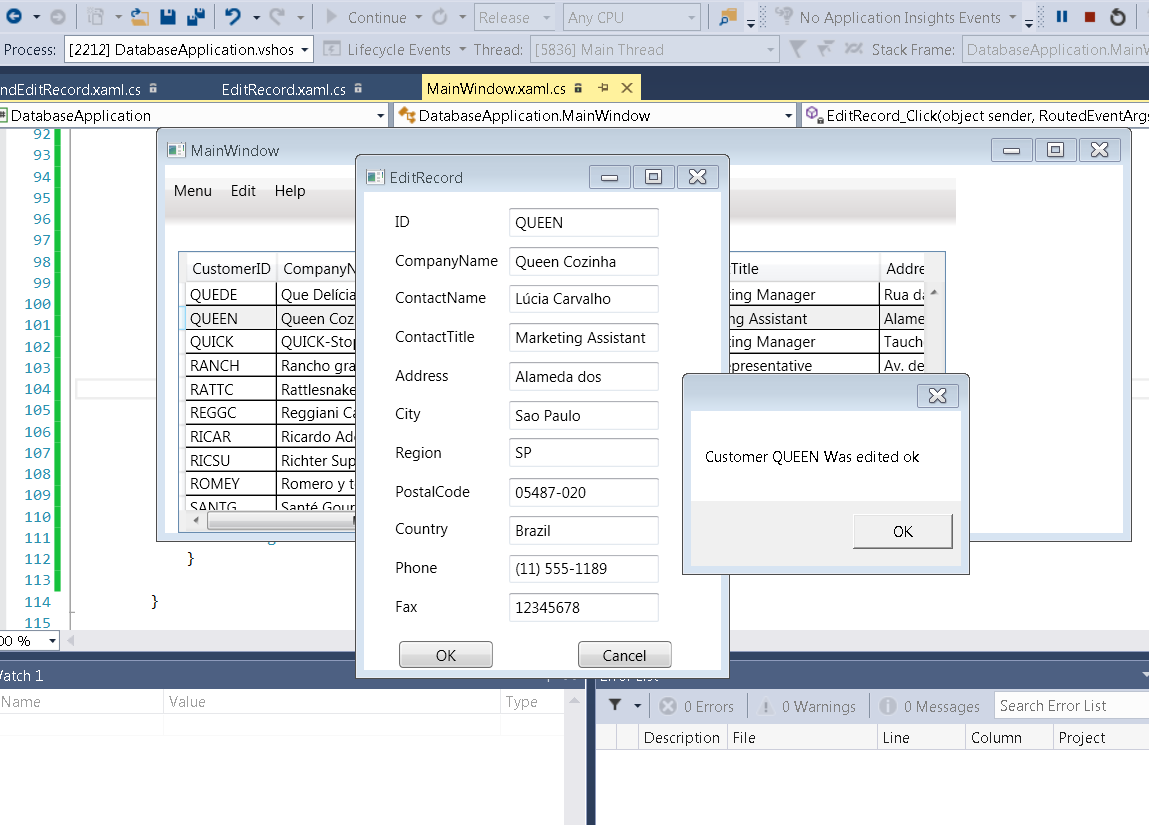 Continue Release Any CPU No Application Insights Events
Process: [2212] DatabaseApplication.vshos Lifecycle Events Thread: [5836] Main Thread Stack Frame: DatabaseApplication.MainW
ndEditRecord.xaml.cs EditRecord.xaml.cs MainWindow.xaml.cs
DatabaseApplication DatabaseApplication.MainWindow EditRecord_Click(object sender, RoutedEventArgs
92
93
94
95
96
97
98
99
100
101
102
103
104
105
106
107
108
109
110
111
112 }
113
114 }
115
MainWindow
Menu Edit Help
CustomerID CompanyN Title Addre
QUEDE Que Delícia ing Manager Rua da
QUEEN Queen Coz ng Assistant Alame
QUICK QUICK-Stop ing Manager Tauch
RANCH Rancho gra presentative Av. de
RATTC Rattlesnake
REGGC Reggiani Ca
RICAR Ricardo Ado
RICSU Richter Sup
ROMEY Romero y t
SANTG Santé Gour
EditRecord
ID QUEEN
CompanyName Queen Cozinha
ContactName Lúcia Carvalho
ContactTitle Marketing Assistant
Address Alameda dos
City Sao Paulo
Region SP
PostalCode 05487-020
Country Brazil
Phone (11) 555-1189
Fax 12345678
OK Cancel
Customer QUEEN Was edited ok
OK
00 %
Watch 1
Name Value Type
Error List
0 Errors 0 Warnings 0 Messages Search Error List
Description File Line Column Project